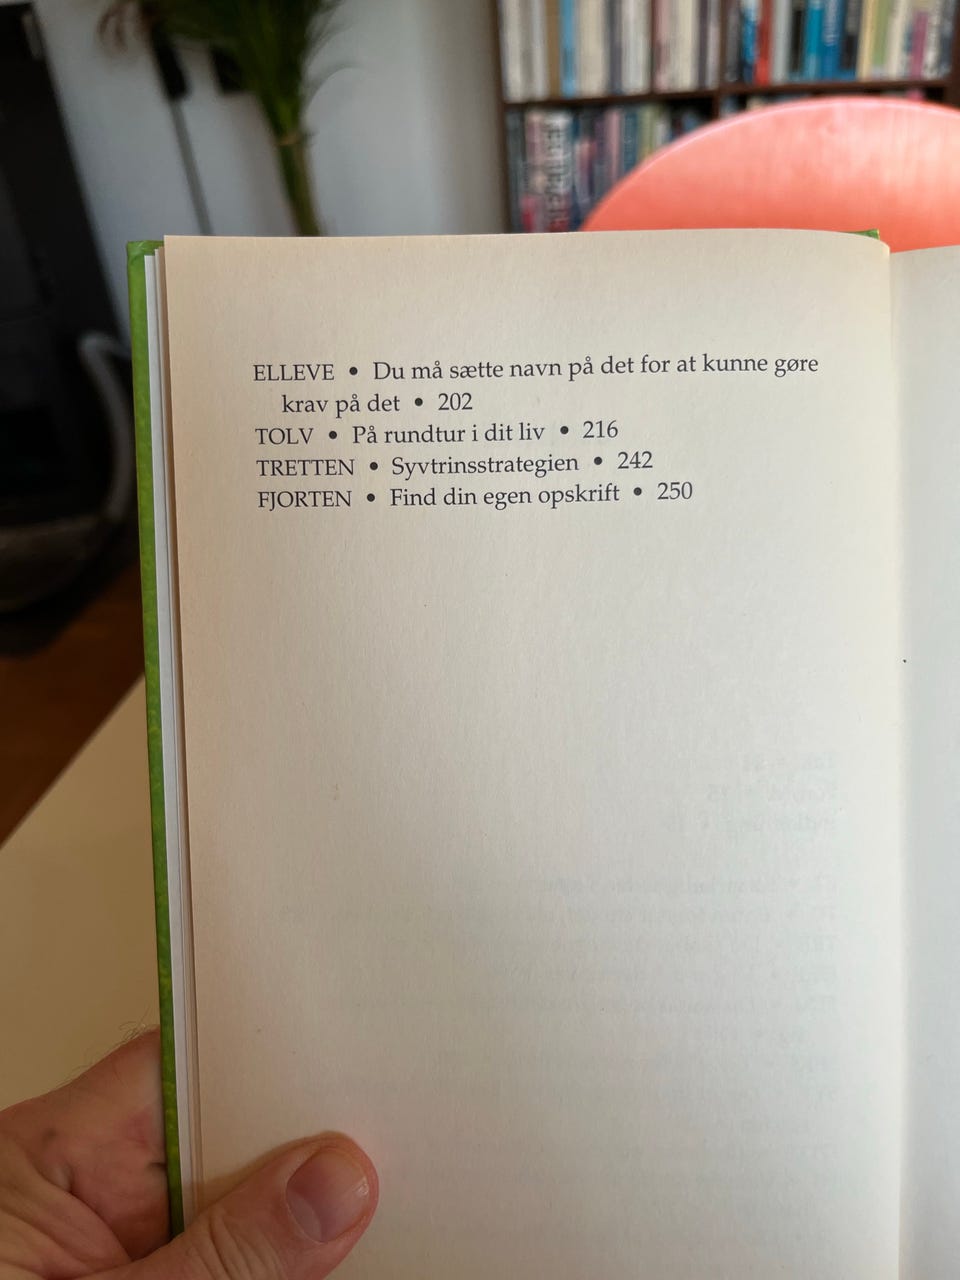 ELLEVE • Du må sætte navn på det for at kunne gøre
krav på det • 202
TOLV • På rundtur i dit liv • 216
TRETTEN • Syvtrinsstrategien • 242
FJORTEN • Find din egen opskrift • 250